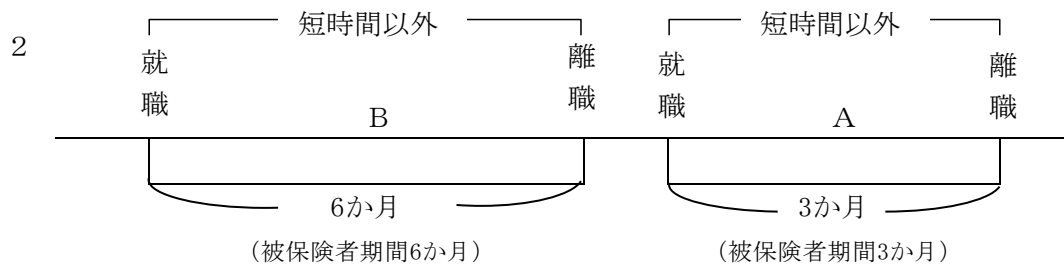 2
短時間以外
短時間以外
就職
離職
就職
離職
B
A
6か月
3か月
（被保険者期間6か月）
（被保険者期間3か月）